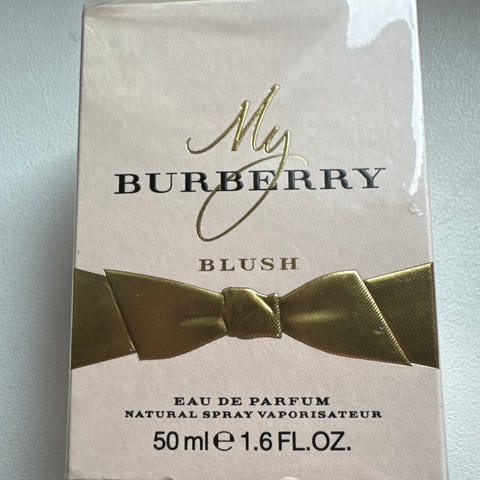 My
BURBERRY
BLUSH
EAU DE PARFUM
NATURAL SPRAY VAPORISATEUR
50 ml ℮ 1.6 FL.OZ.